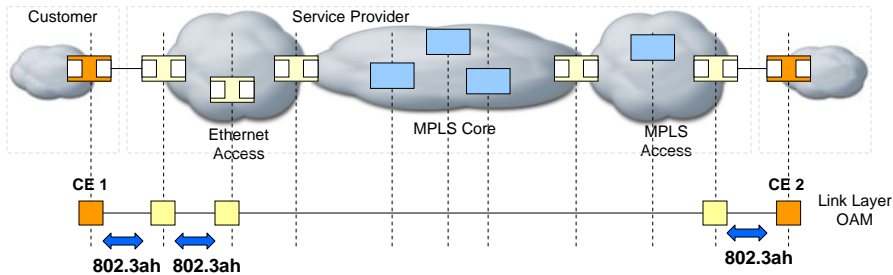 Customer
Service Provider
Ethernet
Access
MPLS Core
MPLS
Access
CE 1
CE 2
Link Layer
OAM
802.3ah
802.3ah
802.3ah